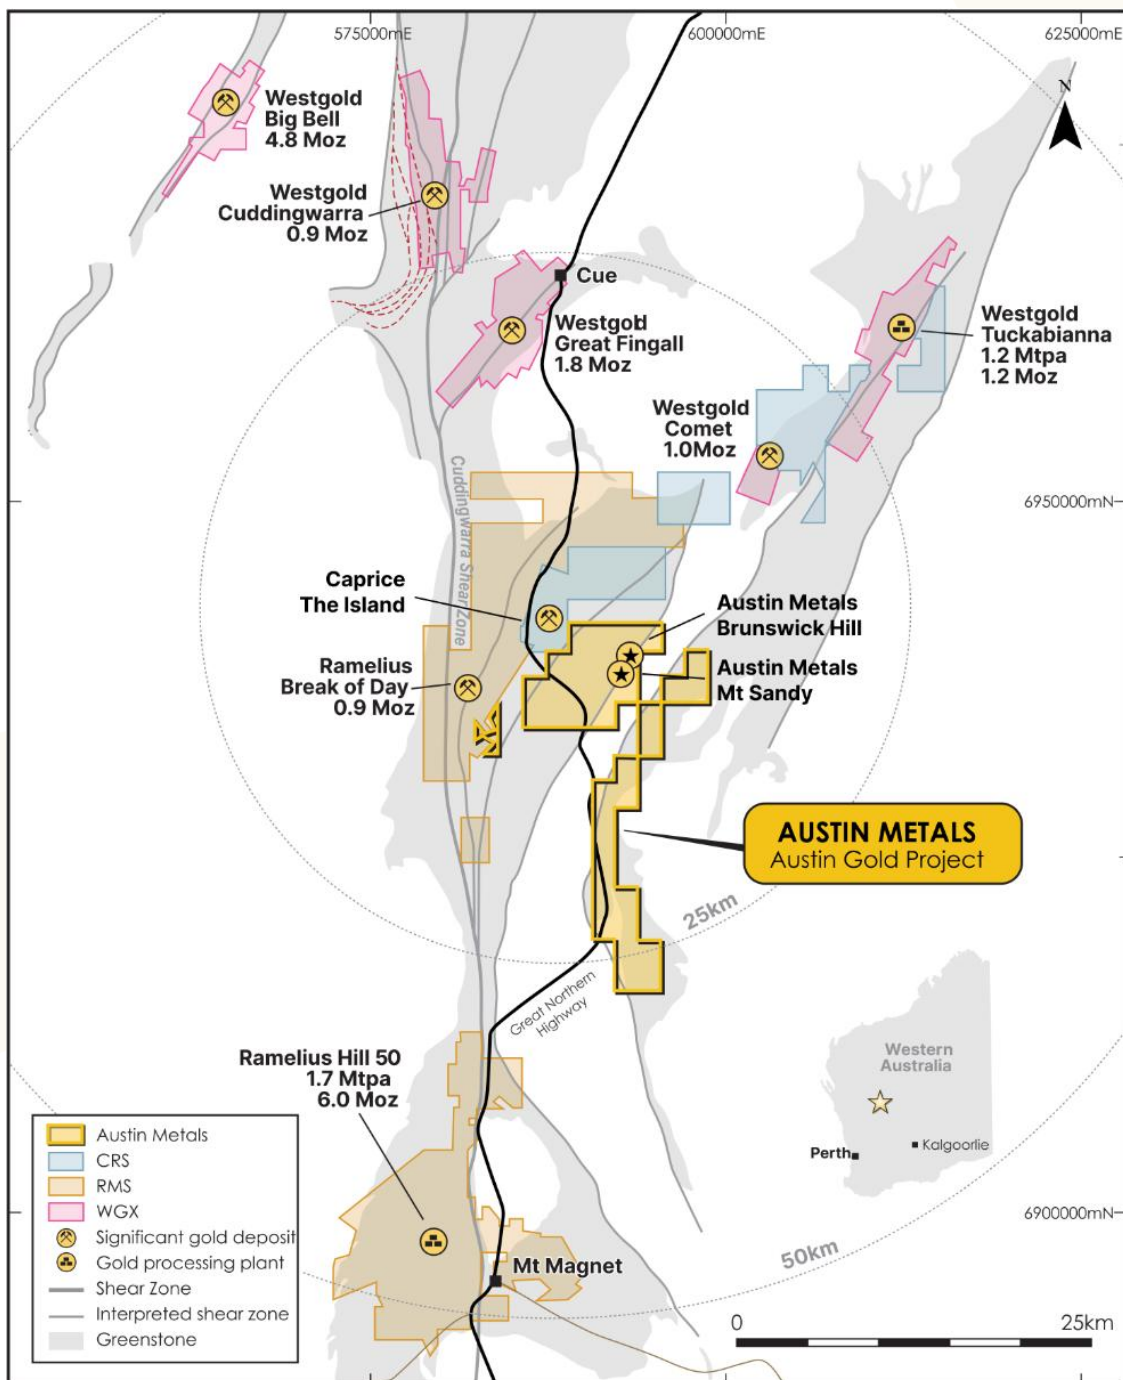 575000mE
600000mE
625000mE
N
Westgold
Big Bell
4.8 Moz
Westgold
Cuddingwarra
0.9 Moz
Cue
Westgold
Great Fingall
1.8 Moz
Westgold
Tuckabianna
1.2 Mtpa
1.2 Moz
Westgold
Comet
1.0Moz
Cuddingwarra Shear Zone
6950000mN
Caprice
The Island
Austin Metals
Brunswick Hill
Ramelius
Break of Day
0.9 Moz
Austin Metals
Mt Sandy
AUSTIN METALS
Austin Gold Project
25km
Great Northern
Highway
Ramelius Hill 50
1.7 Mtpa
6.0 Moz
Western
Australia
Perth
Kalgoorlie
6900000mN
50km
Mt Magnet
Austin Metals
CRS
RMS
WGX
Significant gold deposit
Gold processing plant
Shear Zone
Interpreted shear zone
Greenstone
0
25km